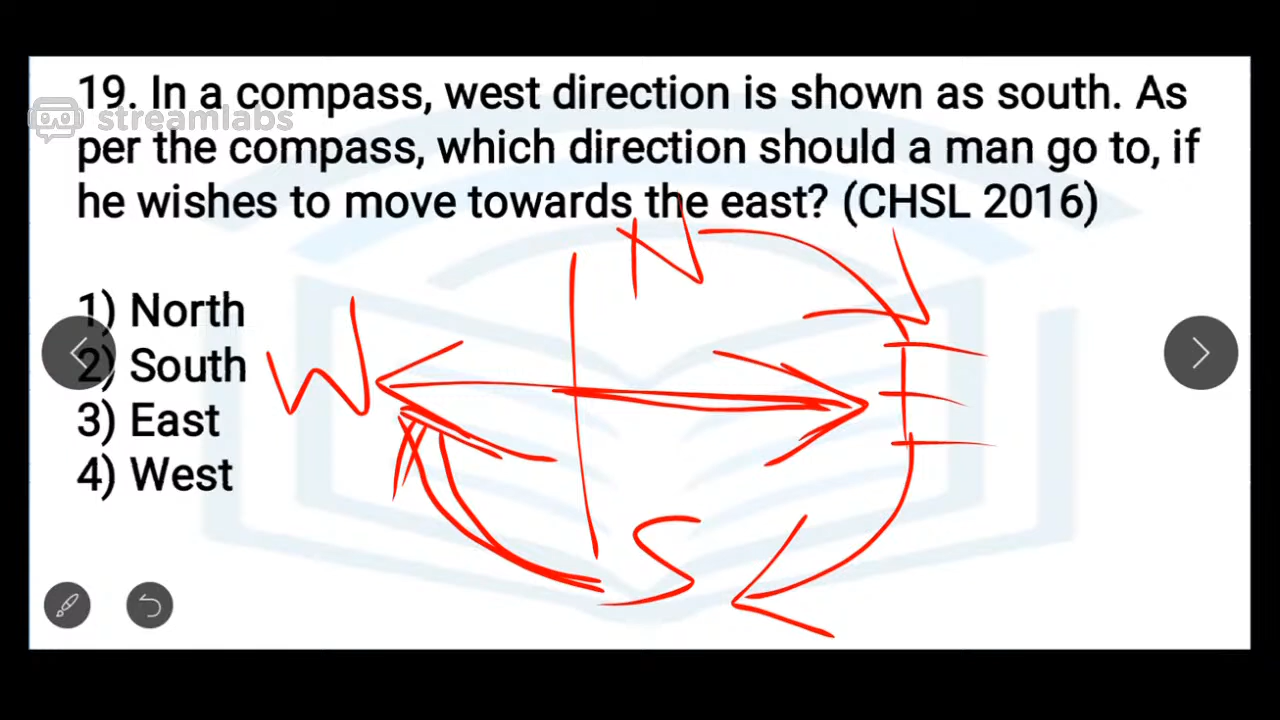 19. In a compass, west direction is shown as south. As
streamlabs
per the compass, which direction should a man go to, if
he wishes to move towards the east? (CHSL 2016)
N
1) North
2) South
W
E
3) East
4) West
S